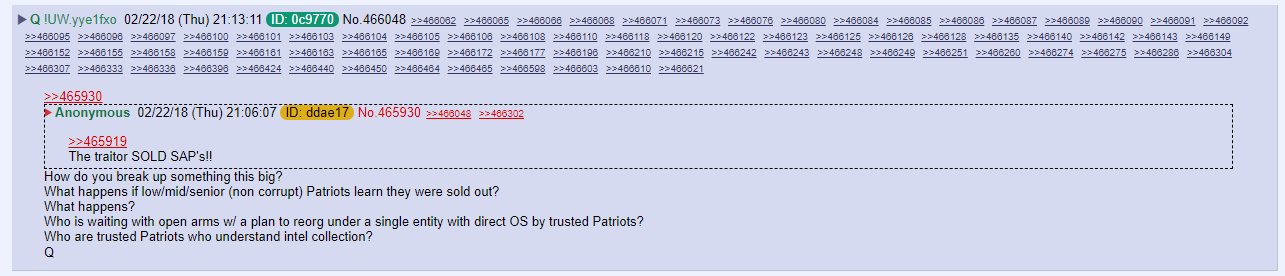 Q !UW.yye1fxo 02/22/18 (Thu) 21:13:11 ID: 0c9770 No.466048 >>466062 >>466065 >>466066 >>466068 >>466071 >>466073 >>466076 >>466080 >>466084 >>466085 >>466086 >>466087 >>466089 >>466090 >>466091 >>466092
>>466095 >>466096 >>466097 >>466100 >>466101 >>466103 >>466104 >>466105 >>466106 >>466108 >>466110 >>466118 >>466120 >>466122 >>466123 >>466125 >>466126 >>466128 >>466135 >>466140 >>466142 >>466143 >>466149
>>466152 >>466155 >>466158 >>466159 >>466161 >>466163 >>466165 >>466169 >>466172 >>466177 >>466196 >>466210 >>466215 >>466242 >>466243 >>466248 >>466249 >>466251 >>466260 >>466274 >>466275 >>466286 >>466304
>>466307 >>466333 >>466336 >>466396 >>466424 >>466440 >>466450 >>466464 >>466465 >>466598 >>466603 >>466610 >>466621
>>465930
Anonymous 02/22/18 (Thu) 21:06:07 ID: ddae17 No.465930 >>466048 >>466302
>>465919
The traitor SOLD SAP's!!
How do you break up something this big?
What happens if low/mid/senior (non corrupt) Patriots learn they were sold out?
What happens?
Who is waiting with open arms w/ a plan to reorg under a single entity with direct OS by trusted Patriots?
Who are trusted Patriots who understand intel collection?
Q